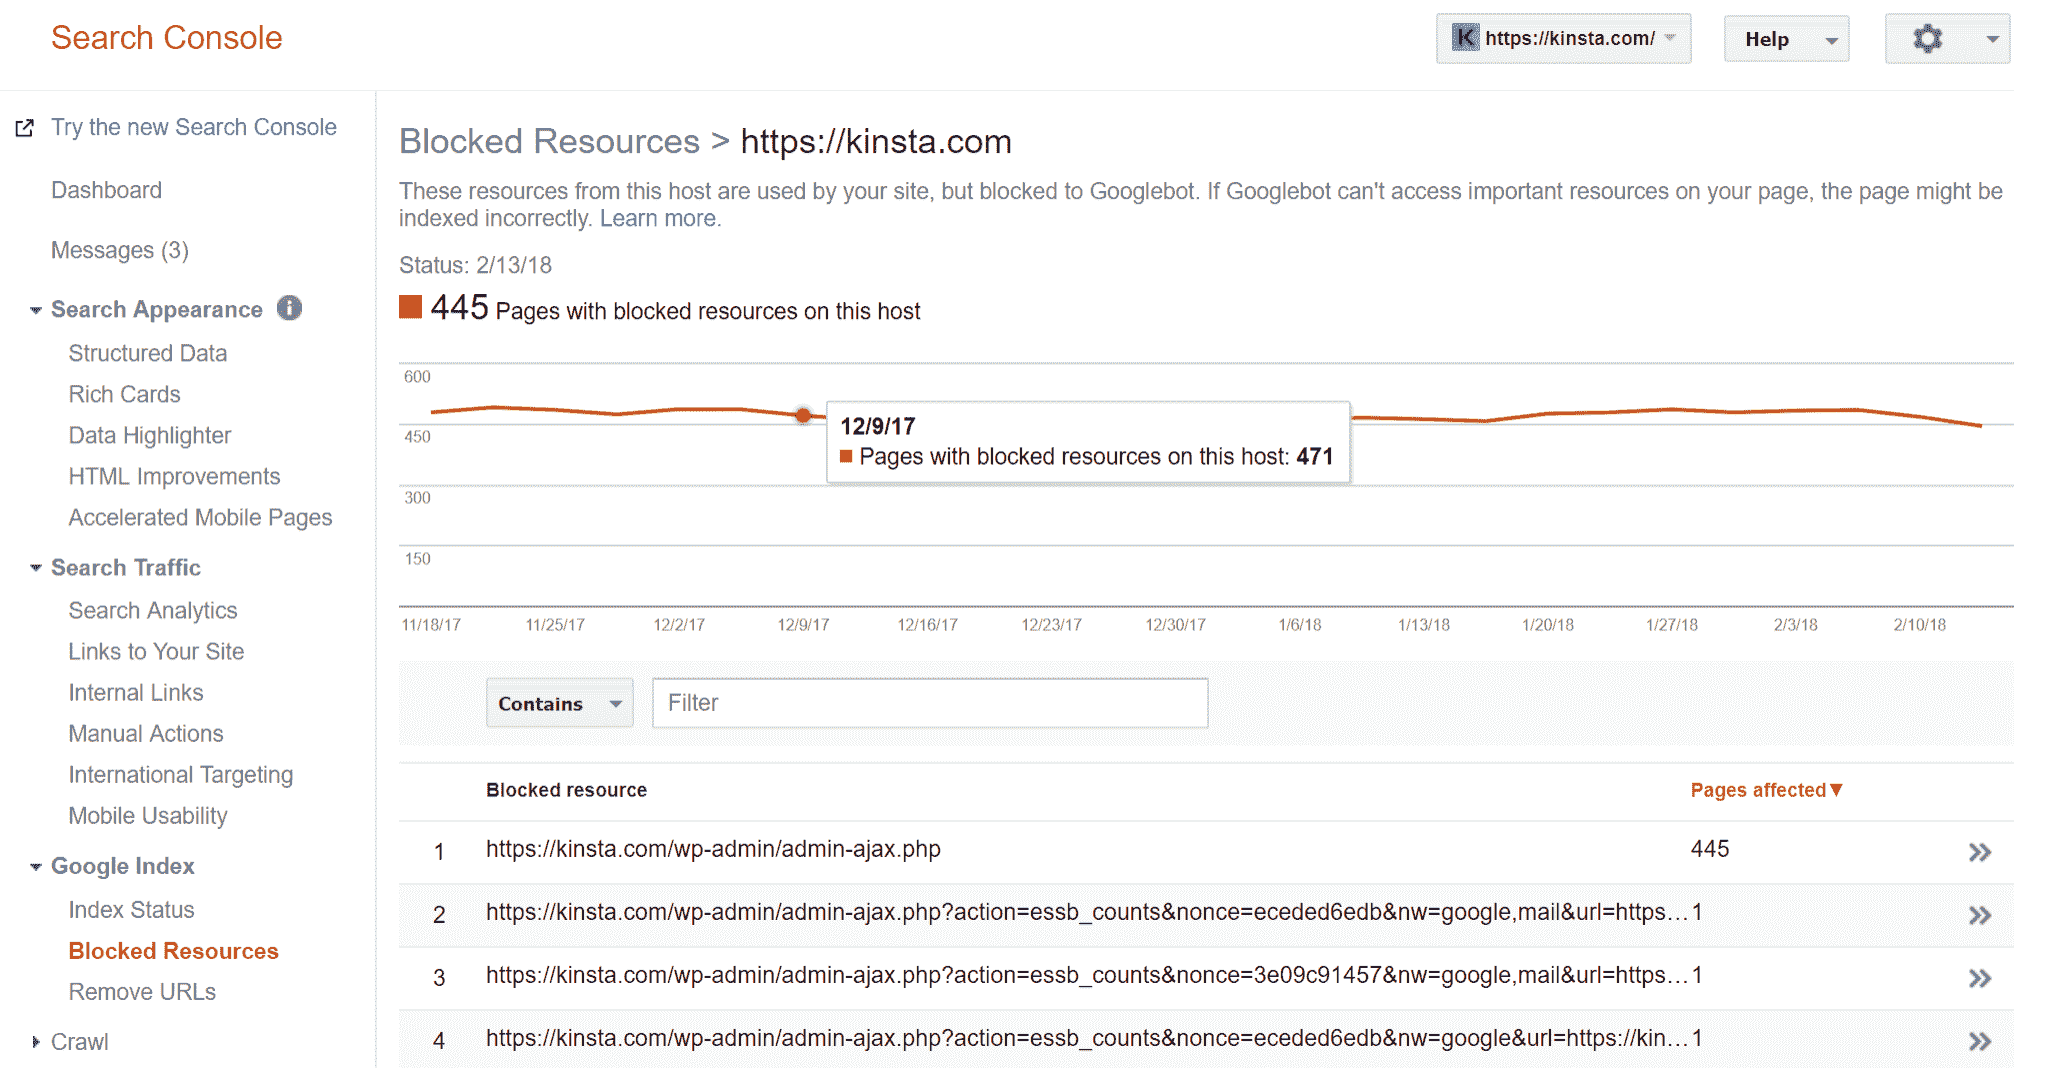 Search Console
K https://kinsta.com/
Help
Try the new Search Console
Dashboard
Messages (3)
Search Appearance i
Structured Data
Rich Cards
Data Highlighter
HTML Improvements
Accelerated Mobile Pages
Search Traffic
Search Analytics
Links to Your Site
Internal Links
Manual Actions
International Targeting
Mobile Usability
Google Index
Index Status
Blocked Resources
Remove URLs
Crawl
Blocked Resources > https://kinsta.com
These resources from this host are used by your site, but blocked to Googlebot. If Googlebot can't access important resources on your page, the page might be
indexed incorrectly. Learn more.
Status: 2/13/18
445 Pages with blocked resources on this host
600
450
300
150
12/9/17
Pages with blocked resources on this host: 471
11/18/17 11/25/17 12/2/17 12/9/17 12/16/17 12/23/17 12/30/17 1/6/18 1/13/18 1/20/18 1/27/18 2/3/18 2/10/18
Contains Filter
Blocked resource Pages affected▼
1 https://kinsta.com/wp-admin/admin-ajax.php 445 »
2 https://kinsta.com/wp-admin/admin-ajax.php?action=essb_counts&nonce=eceded6edb&nw=google,mail&url=https... 1 »
3 https://kinsta.com/wp-admin/admin-ajax.php?action=essb_counts&nonce=3e09c91457&nw=google,mail&url=https... 1 »
4 https://kinsta.com/wp-admin/admin-ajax.php?action=essb_counts&nonce=eceded6edb&nw=google&url=https://kin... 1 »